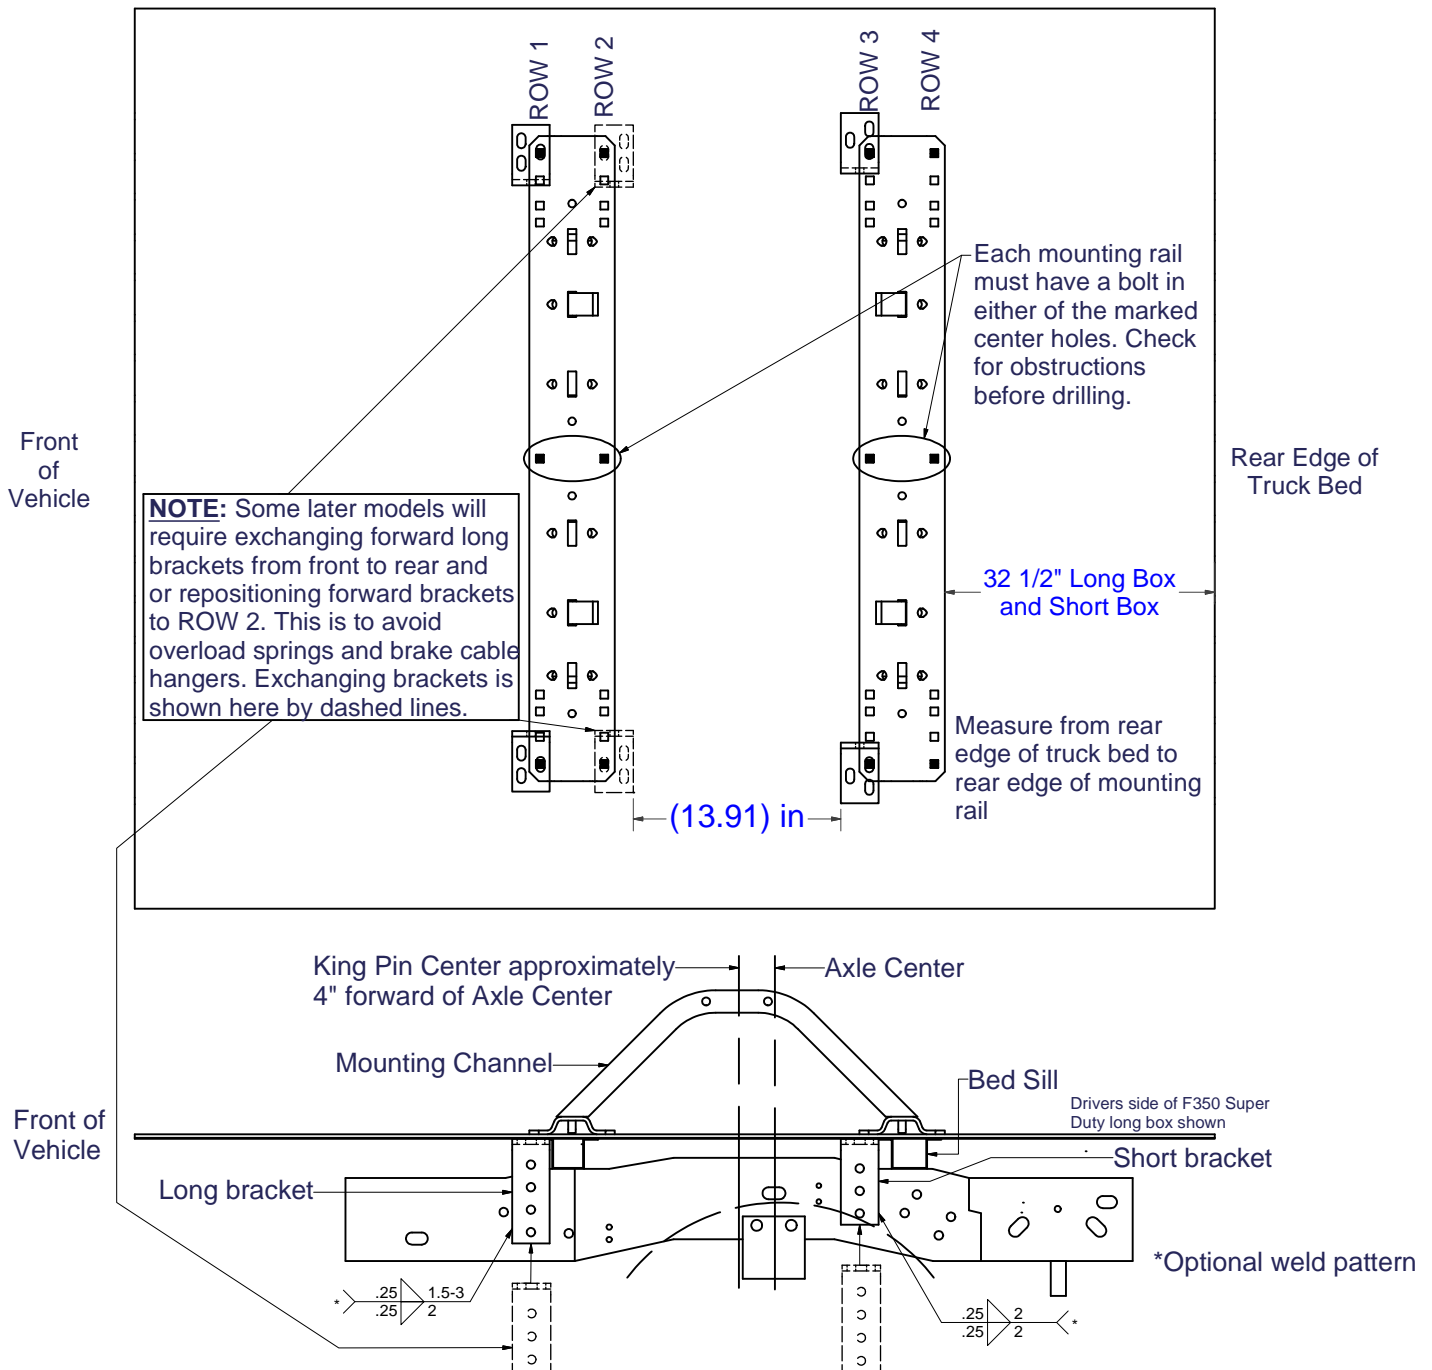 ROW 1
ROW 2
ROW 3
ROW 4
Each mounting rail
must have a bolt in
either of the marked
center holes. Check
for obstructions
before drilling.
Front
of
Vehicle
Rear Edge of
Truck Bed
NOTE: Some later models will
require exchanging forward long
brackets from front to rear and
or repositioning forward brackets
to ROW 2. This is to avoid
overload springs and brake cable
hangers. Exchanging brackets is
shown here by dashed lines.
32 1/2" Long Box
and Short Box
Measure from rear
edge of truck bed to
rear edge of mounting
rail
(13.91) in
King Pin Center approximately
4" forward of Axle Center
Axle Center
Mounting Channel
Bed Sill
Drivers side of F350 Super
Duty long box shown
Front of
Vehicle
Short bracket
Long bracket
*Optional weld pattern
* .25 1.5-3
.25 2
.25 2 *
.25 2